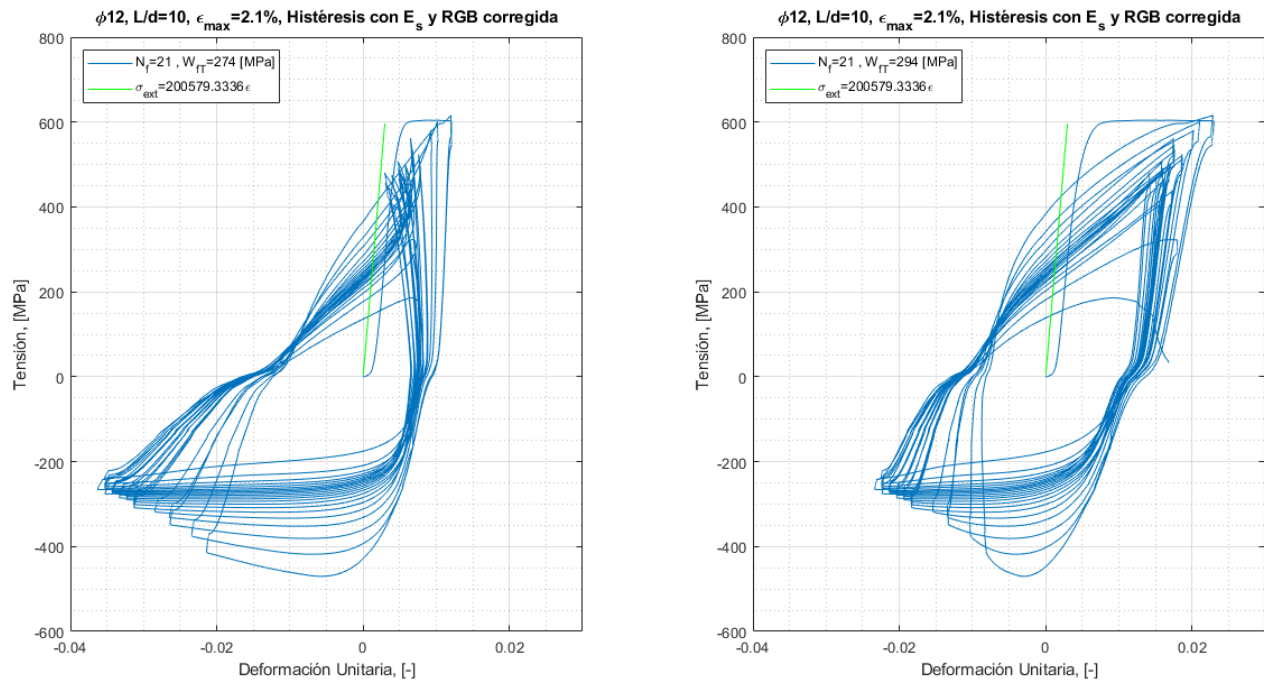 ϕ12, L/d=10, ϵmax=2.1%, Histéresis con Es y RGB corregida
Nf=21 , WfT=274 [MPa]
σext=200579.3336ϵ
800
600
400
200
0
-200
-400
-600
Tensión, [MPa]
-0.04
-0.02
0
0.02
Deformación Unitaria, [-]
ϕ12, L/d=10, ϵmax=2.1%, Histéresis con Es y RGB corregida
Nf=21 , WfT=294 [MPa]
σext=200579.3336ϵ
800
600
400
200
0
-200
-400
-600
Tensión, [MPa]
-0.04
-0.02
0
0.02
Deformación Unitaria, [-]